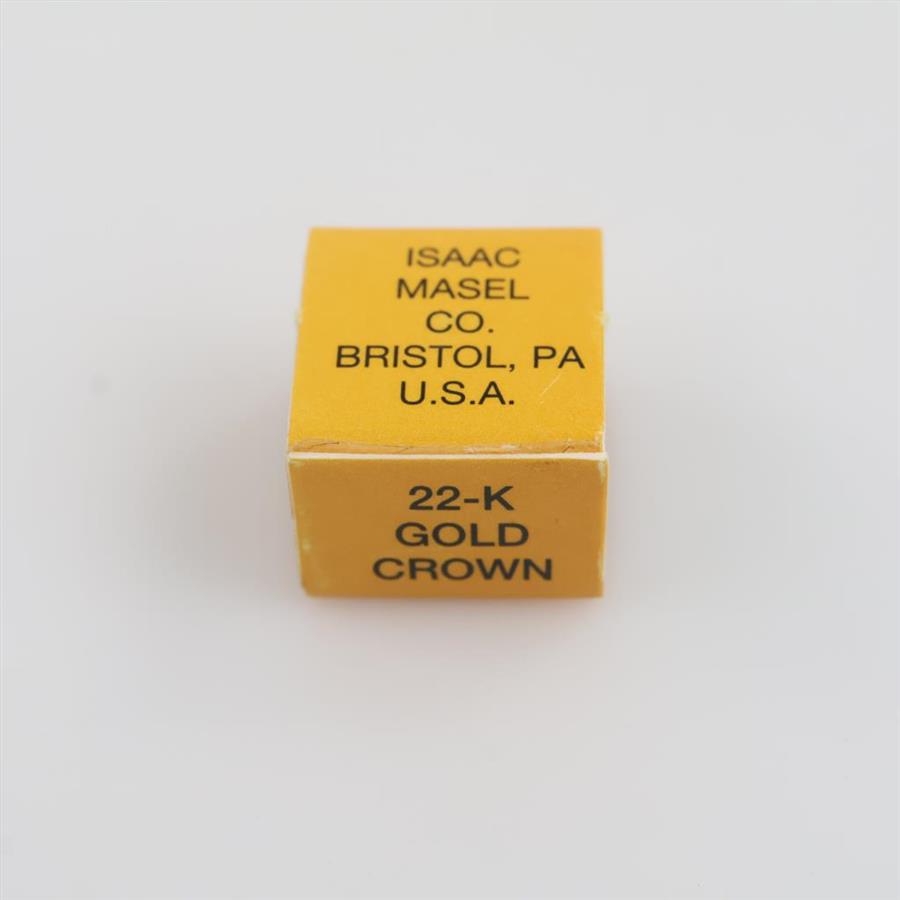 ISAAC
MASEL
CO.
BRISTOL, PA
U.S.A.
22-K
GOLD
CROWN